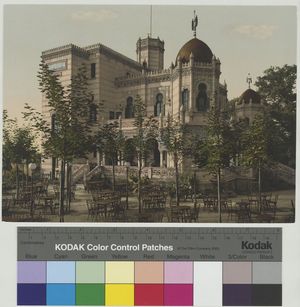 KODAK Color Control Patches
Kodak
Blue Cyan Green Yellow Red Magenta White 3/Color Black